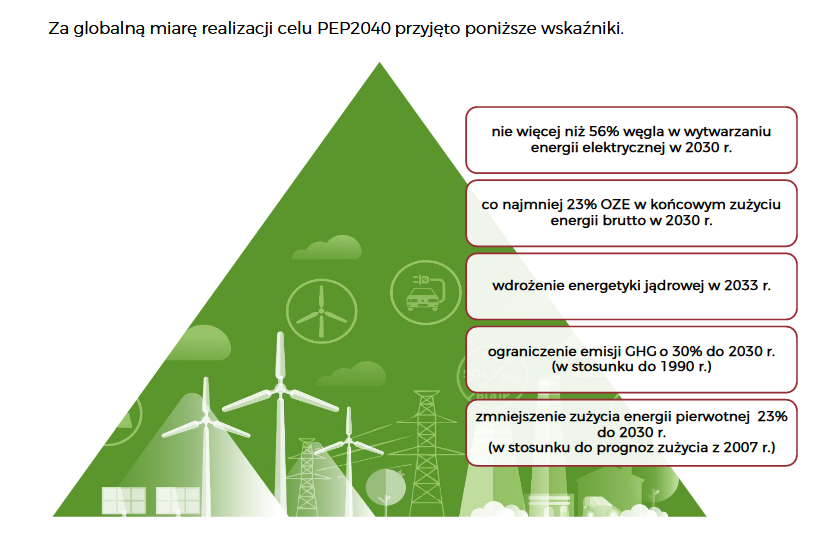 Za globalną miarę realizacji celu PEP2040 przyjęto poniższe wskaźniki.
nie więcej niż 56% węgla w wytwarzaniu
energii elektrycznej w 2030 r.
co najmniej 23% OZE w końcowym zużyciu
energii brutto w 2030 r.
wdrożenie energetyki jądrowej w 2033 r.
ograniczenie emisji GHG o 30% do 2030 r.
(w stosunku do 1990 r.)
zmniejszenie zużycia energii pierwotnej 23%
do 2030 r.
(w stosunku do prognoz zużycia z 2007 r.)